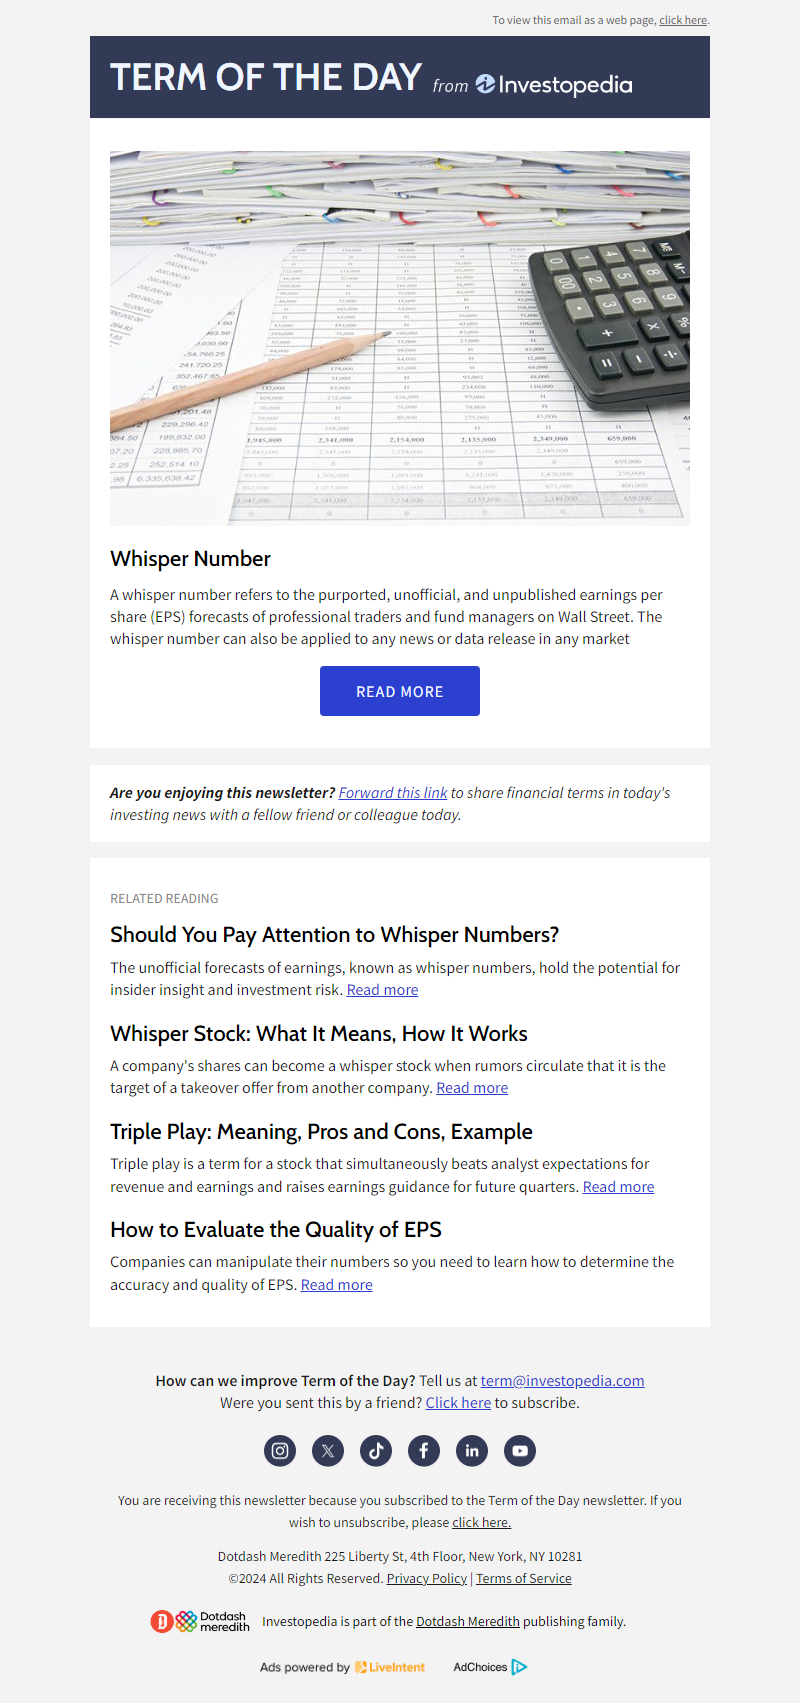 To view this email as a web page, click here.
TERM OF THE DAY from Investopedia
Whisper Number
A whisper number refers to the purported, unofficial, and unpublished earnings per
share (EPS) forecasts of professional traders and fund managers on Wall Street. The
whisper number can also be applied to any news or data release in any market
READ MORE
Are you enjoying this newsletter? Forward this link to share financial terms in today's
investing news with a fellow friend or colleague today.
RELATED READING
Should You Pay Attention to Whisper Numbers?
The unofficial forecasts of earnings, known as whisper numbers, hold the potential for
insider insight and investment risk. Read more
Whisper Stock: What It Means, How It Works
A company's shares can become a whisper stock when rumors circulate that it is the
target of a takeover offer from another company. Read more
Triple Play: Meaning, Pros and Cons, Example
Triple play is a term for a stock that simultaneously beats analyst expectations for
revenue and earnings and raises earnings guidance for future quarters. Read more
How to Evaluate the Quality of EPS
Companies can manipulate their numbers so you need to learn how to determine the
accuracy and quality of EPS. Read more
How can we improve Term of the Day? Tell us at term@investopedia.com
Were you sent this by a friend? Click here to subscribe.
You are receiving this newsletter because you subscribed to the Term of the Day newsletter. If you
wish to unsubscribe, please click here.
Dotdash Meredith 225 Liberty St, 4th Floor, New York, NY 10281
©2024 All Rights Reserved. Privacy Policy | Terms of Service
Dotdash
meredith
Investopedia is part of the Dotdash Meredith publishing family.
Ads powered by LiveIntent AdChoices